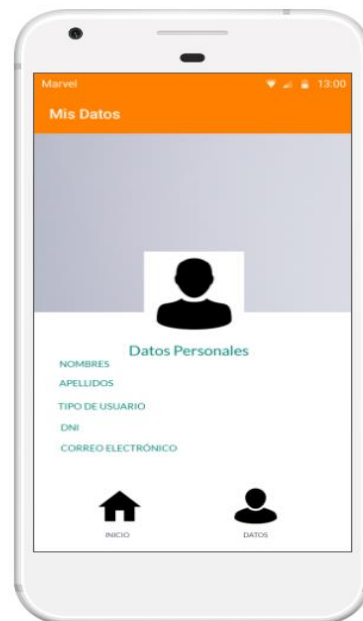 Marvel 13:00
Mis Datos
Datos Personales
NOMBRES
APELLIDOS
TIPO DE USUARIO
DNI
CORREO ELECTRÓNICO
INICIO DATOS